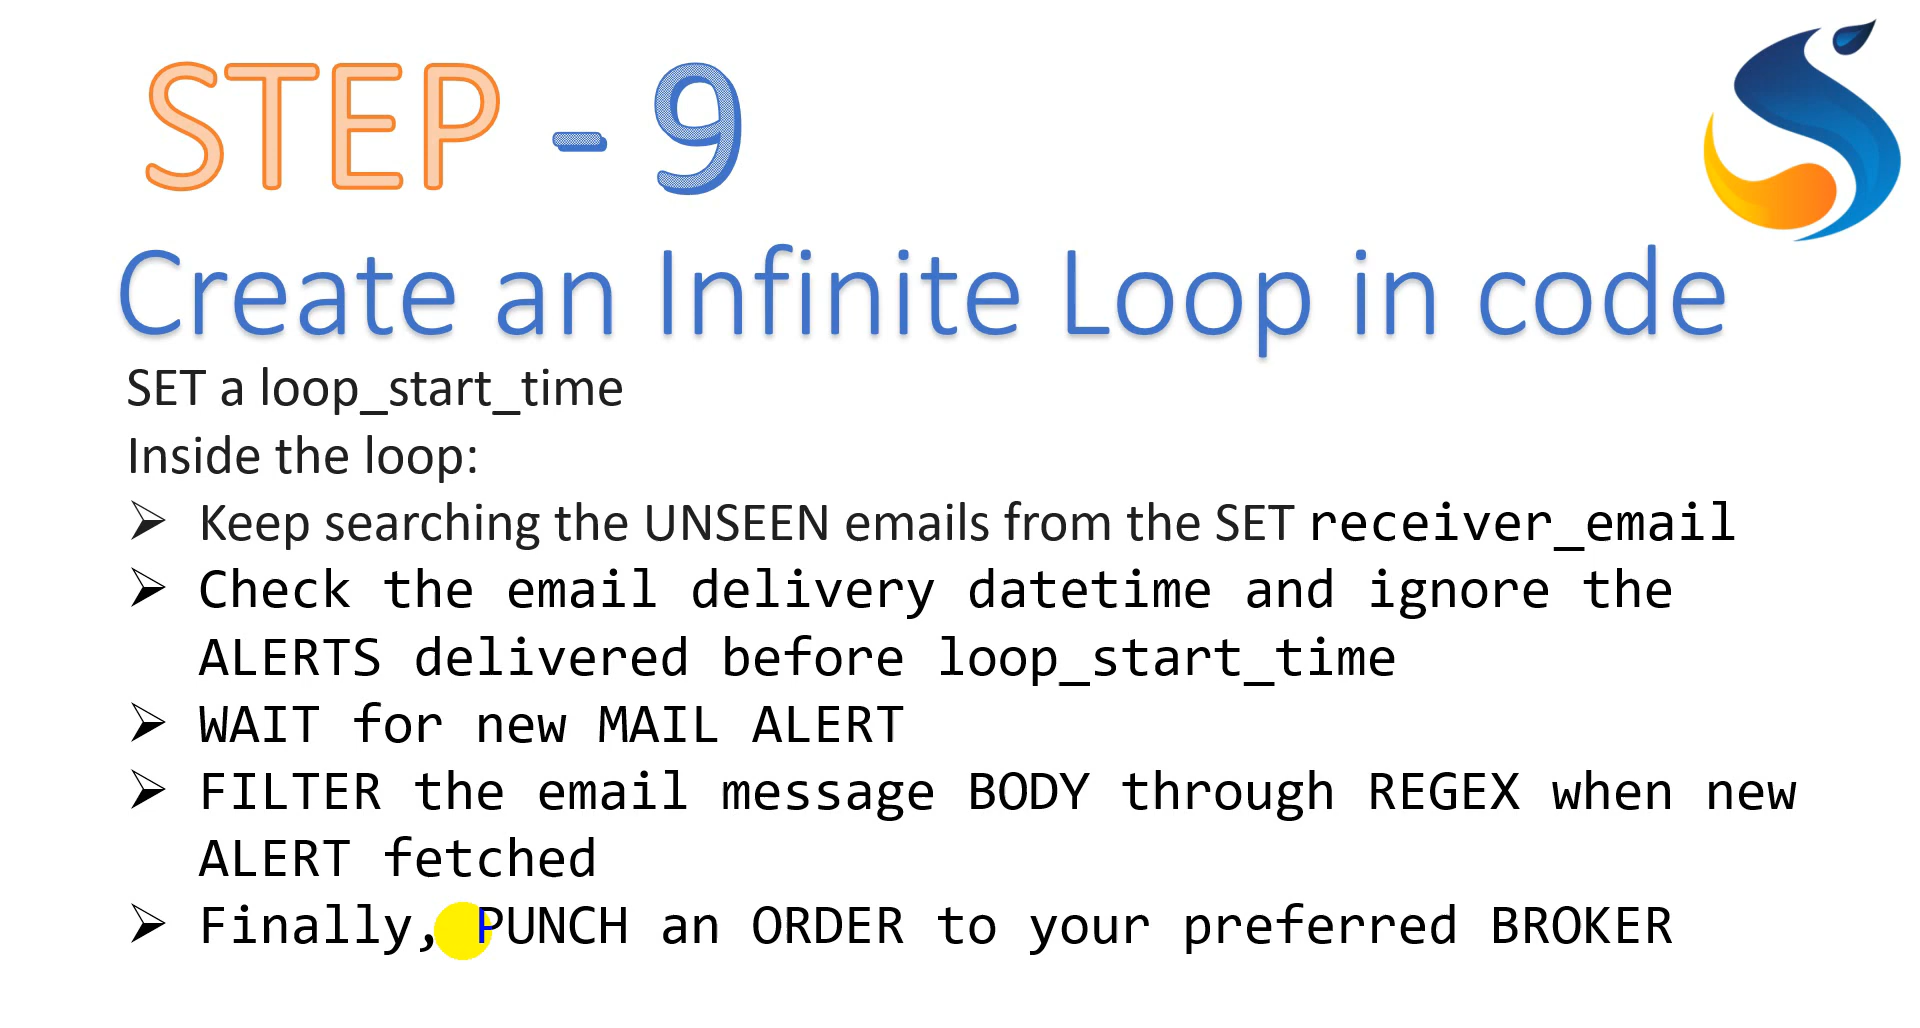 STEP - 9
Create an Infinite Loop in code
SET a loop_start_time
Inside the loop:
➢ Keep searching the UNSEEN emails from the SET receiver_email
➢ Check the email delivery datetime and ignore the
ALERTS delivered before loop_start_time
➢ WAIT for new MAIL ALERT
➢ FILTER the email message BODY through REGEX when new
ALERT fetched
➢ Finally, PUNCH an ORDER to your preferred BROKER